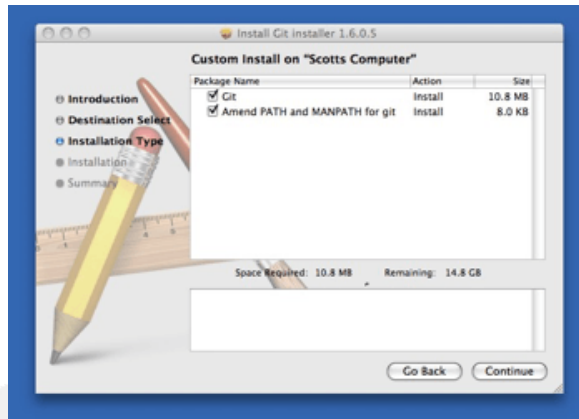 Install Git installer 1.6.0.5
Custom Install on "Scotts Computer"
Package Name Action Size
Git Install 10.8 MB
Amend PATH and MANPATH for git Install 8.0 KB
Introduction
Destination Select
Installation Type
Installation
Summary
Space Required: 10.8 MB Remaining: 14.8 GB
Go Back Continue